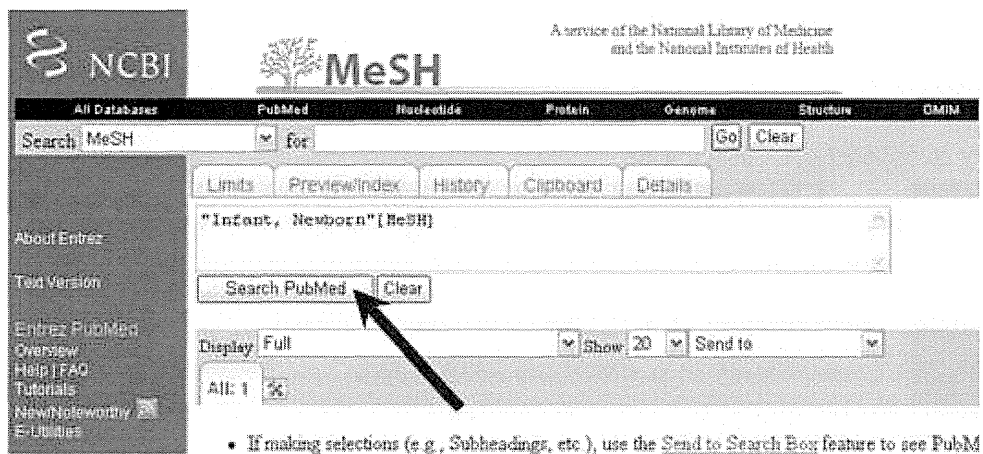 A service of the National Library of Medicine
and the National Institutes of Health
NCBI
MeSH
All Databases PubMed Nucleotide Protein Genome Structure OMIM
Search MeSH for Go Clear
Limits Preview/Index History Clipboard Details
"Infant, Newborn"[MeSH]
About Entrez
Text Version
Search PubMed Clear
Entrez PubMed
Overview
Help | FAQ
Tutorials
New/Noteworthy
E-Utilities
Display Full Show 20 Send to
All: 1
• If making selections (e.g., Subheadings, etc.), use the Send to Search Box feature to see PubM